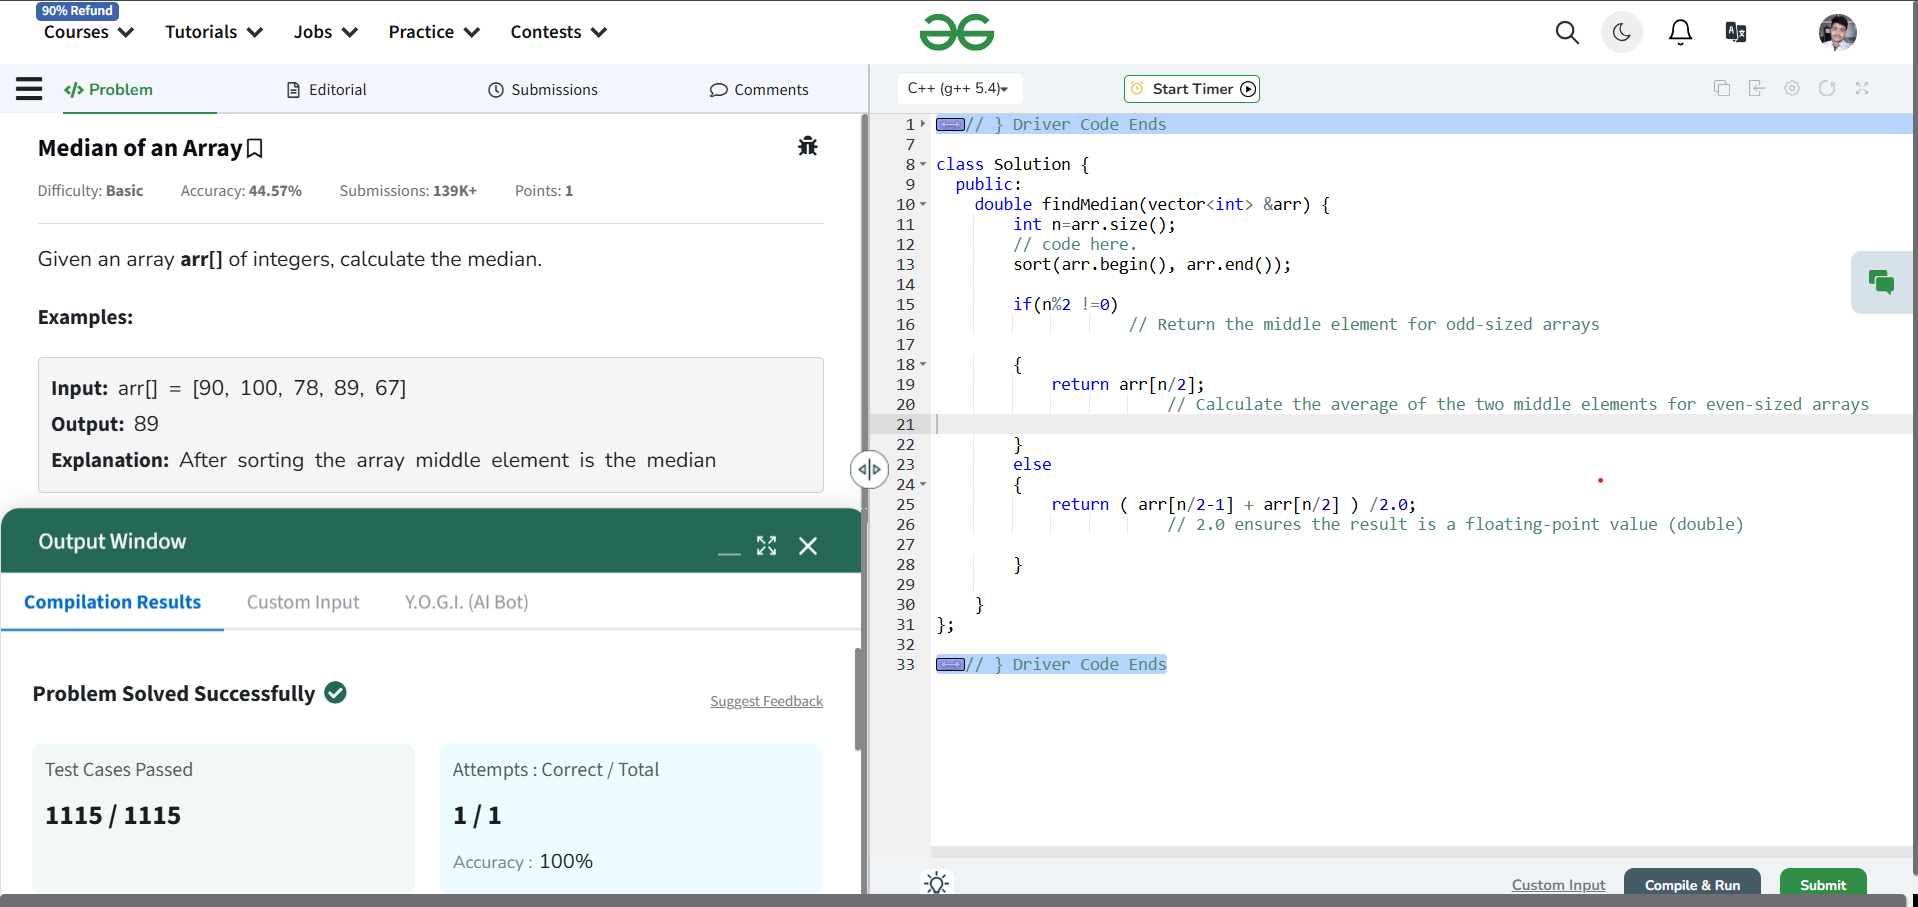 90% Refund
Courses Tutorials Jobs Practice Contests
Problem Editorial Submissions Comments
Median of an Array
Difficulty: Basic Accuracy: 44.57% Submissions: 139K+ Points: 1
Given an array arr[] of integers, calculate the median.
Examples:
Input: arr[] = [90, 100, 78, 89, 67]
Output: 89
Explanation: After sorting the array middle element is the median
Output Window
Compilation Results Custom Input Y.O.G.I. (AI Bot)
Problem Solved Successfully
Suggest Feedback
Test Cases Passed
1115 / 1115
Attempts : Correct / Total
1 / 1
Accuracy : 100%
C++ (g++ 5.4) Start Timer
1 // } Driver Code Ends
7
8 class Solution {
9 public:
10 double findMedian(vector<int> &arr) {
11 int n=arr.size();
12 // code here.
13 sort(arr.begin(), arr.end());
14
15 if(n%2 !=0)
16 // Return the middle element for odd-sized arrays
17
18 {
19 return arr[n/2];
20 // Calculate the average of the two middle elements for even-sized arrays
21
22 }
23 else
24 {
25 return ( arr[n/2-1] + arr[n/2] ) /2.0;
26 // 2.0 ensures the result is a floating-point value (double)
27
28 }
29
30 }
31 };
32
33 // } Driver Code Ends
Custom Input Compile & Run Submit